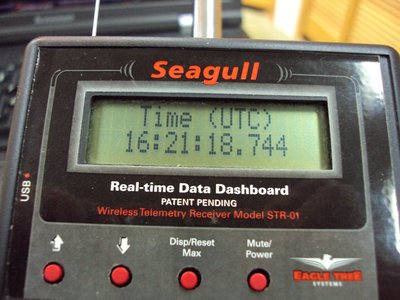 Seagull
Time (UTC)
16:21:18.744
USB
Real-time Data Dashboard
PATENT PENDING
Wireless Telemetry Receiver Model STR-01
Disp/Reset Mute/
Max Power
EAGLE TREE
SYSTEMS